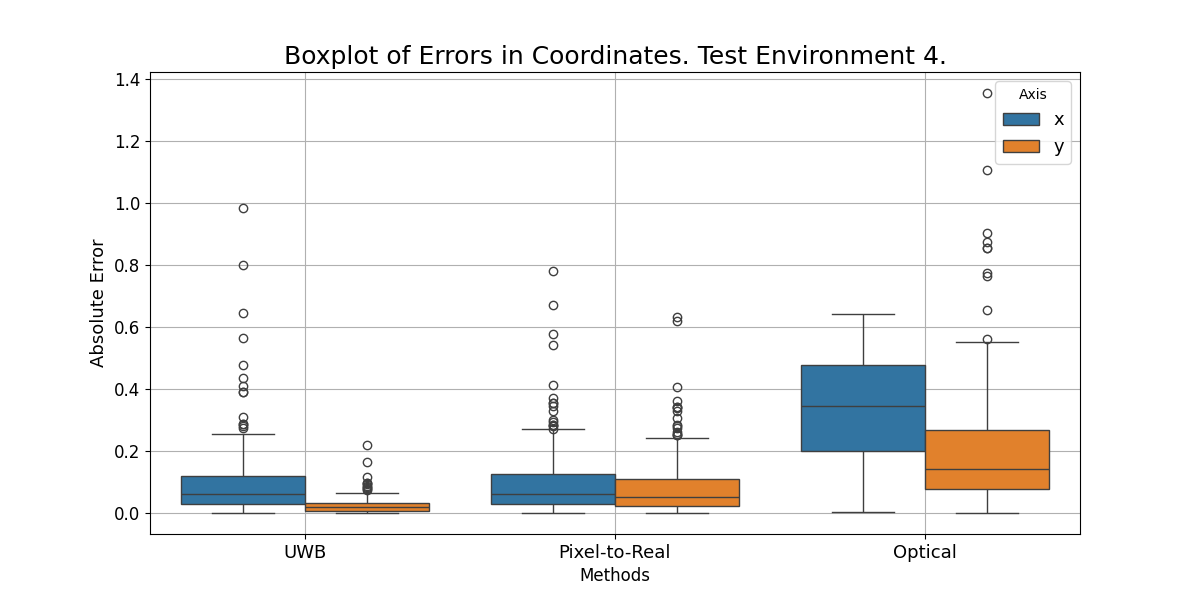 Boxplot of Errors in Coordinates. Test Environment 4.
Absolute Error
1.4
1.2
1.0
0.8
0.6
0.4
0.2
0.0
Axis
x
y
UWB
Pixel-to-Real
Optical
Methods